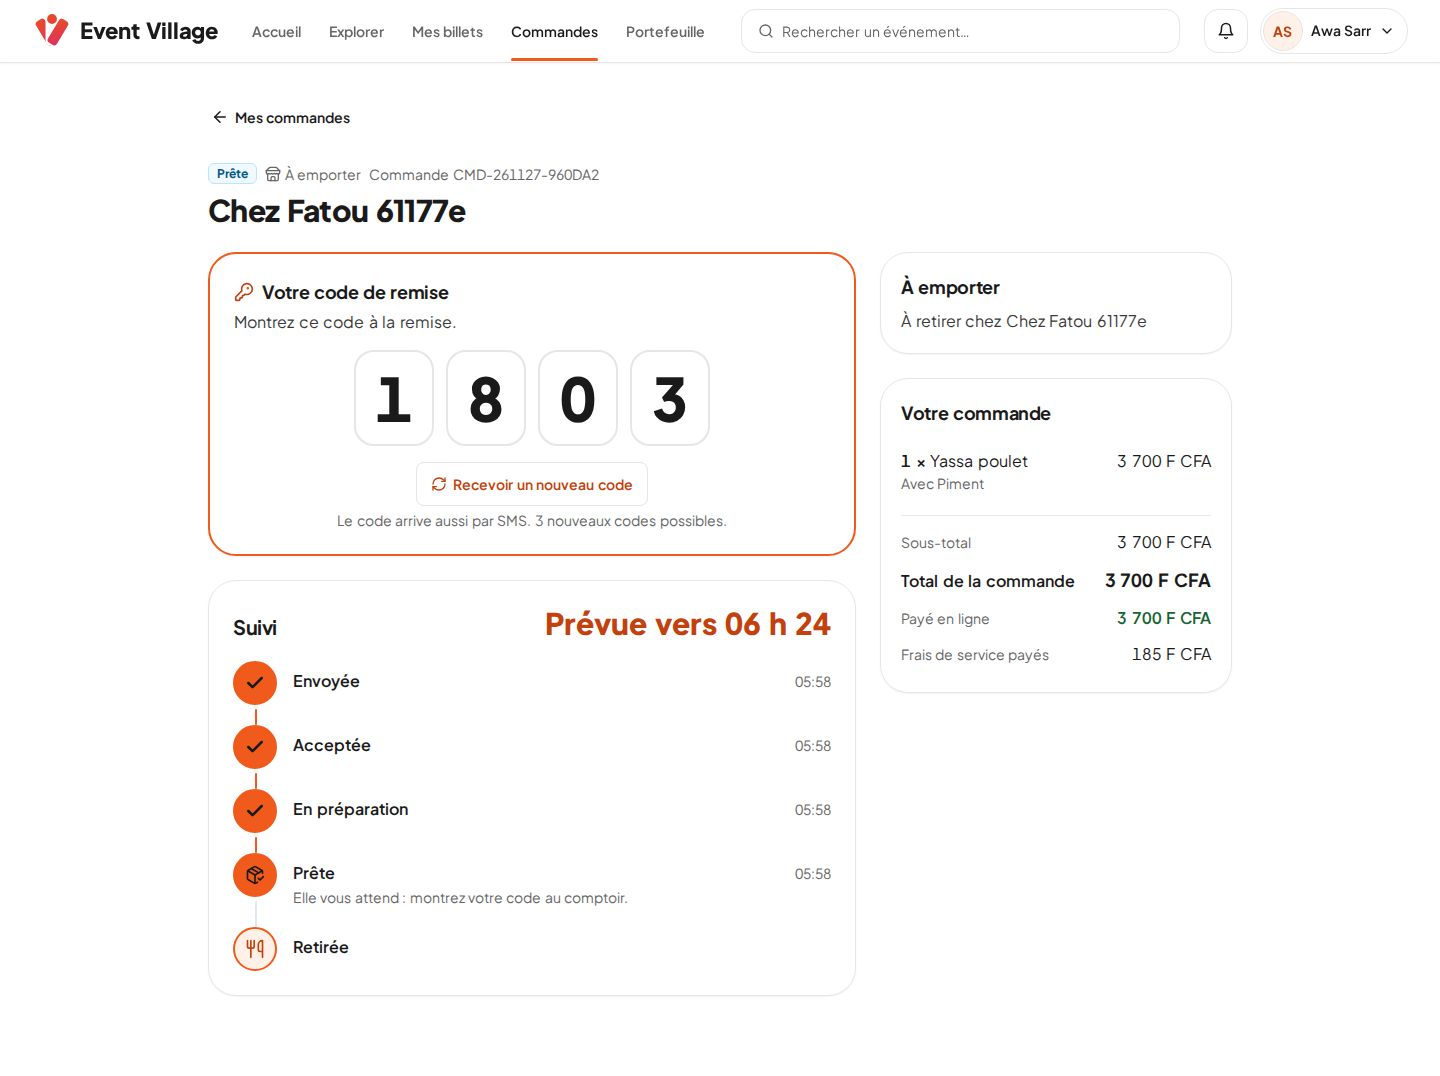 Event Village
Accueil
Explorer
Mes billets
Commandes
Portefeuille
Rechercher un événement…
AS
Awa Sarr
Mes commandes
Prête
À emporter
Commande CMD-261127-960DA2
Chez Fatou 61177e
Votre code de remise
Montrez ce code à la remise.
1 8 0 3
Recevoir un nouveau code
Le code arrive aussi par SMS. 3 nouveaux codes possibles.
Suivi
Prévue vers 06 h 24
Envoyée 05:58
Acceptée 05:58
En préparation 05:58
Prête 05:58
Elle vous attend : montrez votre code au comptoir.
Retirée
À emporter
À retirer chez Chez Fatou 61177e
Votre commande
1 × Yassa poulet 3 700 F CFA
Avec Piment
Sous-total 3 700 F CFA
Total de la commande 3 700 F CFA
Payé en ligne 3 700 F CFA
Frais de service payés 185 F CFA